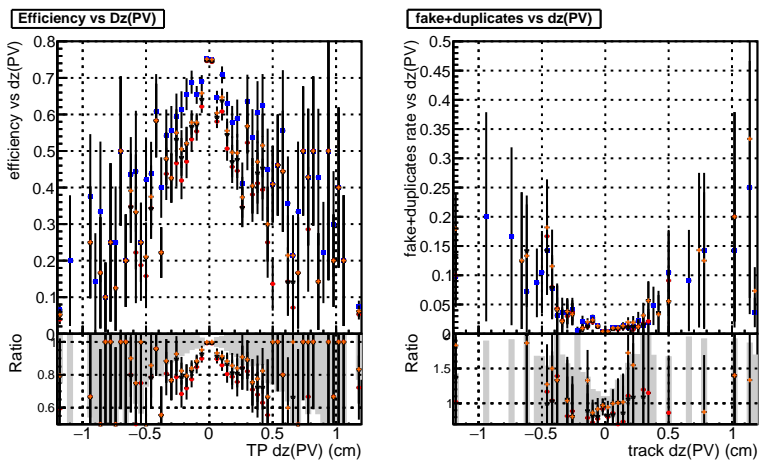 Efficiency vs Dz(PV)
efficiency vs dz(PV)
0.8
0.7
0.6
0.5
0.4
0.3
0.2
0.1
0
Ratio
1
0.8
0.6
−1 −0.5 0 0.5 1
TP dz(PV) (cm)
fake+duplicates vs dz(PV)
fake+duplicates rate vs dz(PV)
0.5
0.45
0.4
0.35
0.3
0.25
0.2
0.15
0.1
0.05
0
Ratio
2
1.5
1
−1 −0.5 0 0.5 1
track dz(PV) (cm)